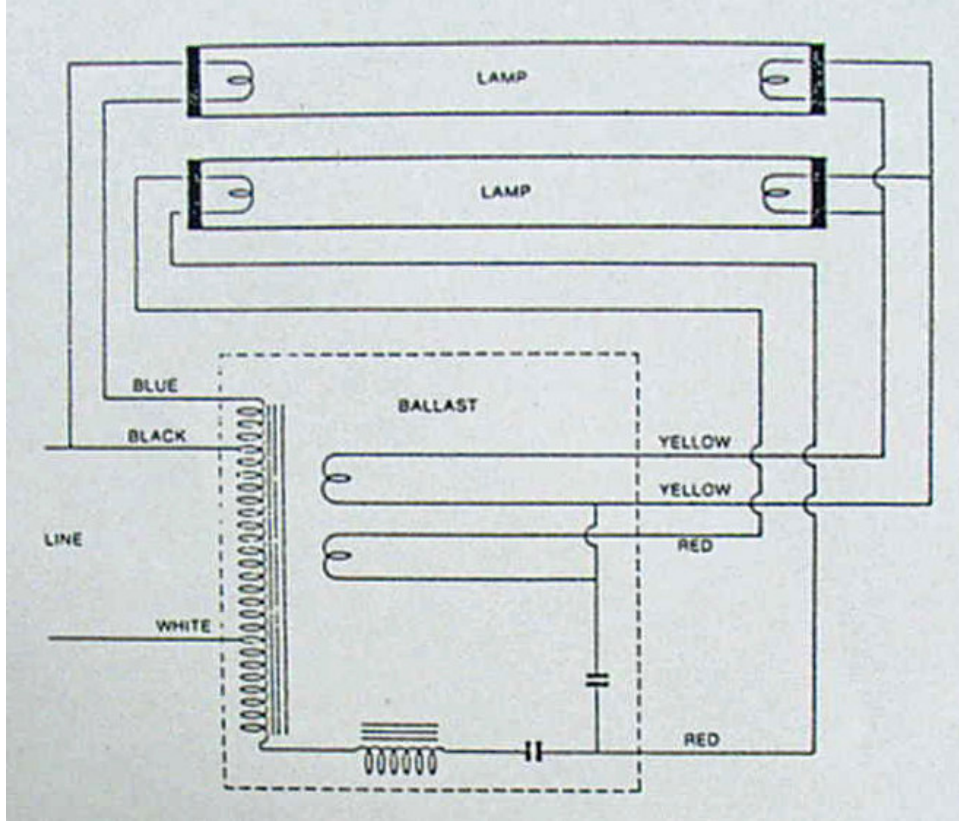 LAMP
LAMP
BLUE
BALLAST
BLACK
YELLOW
YELLOW
LINE
RED
WHITE
RED